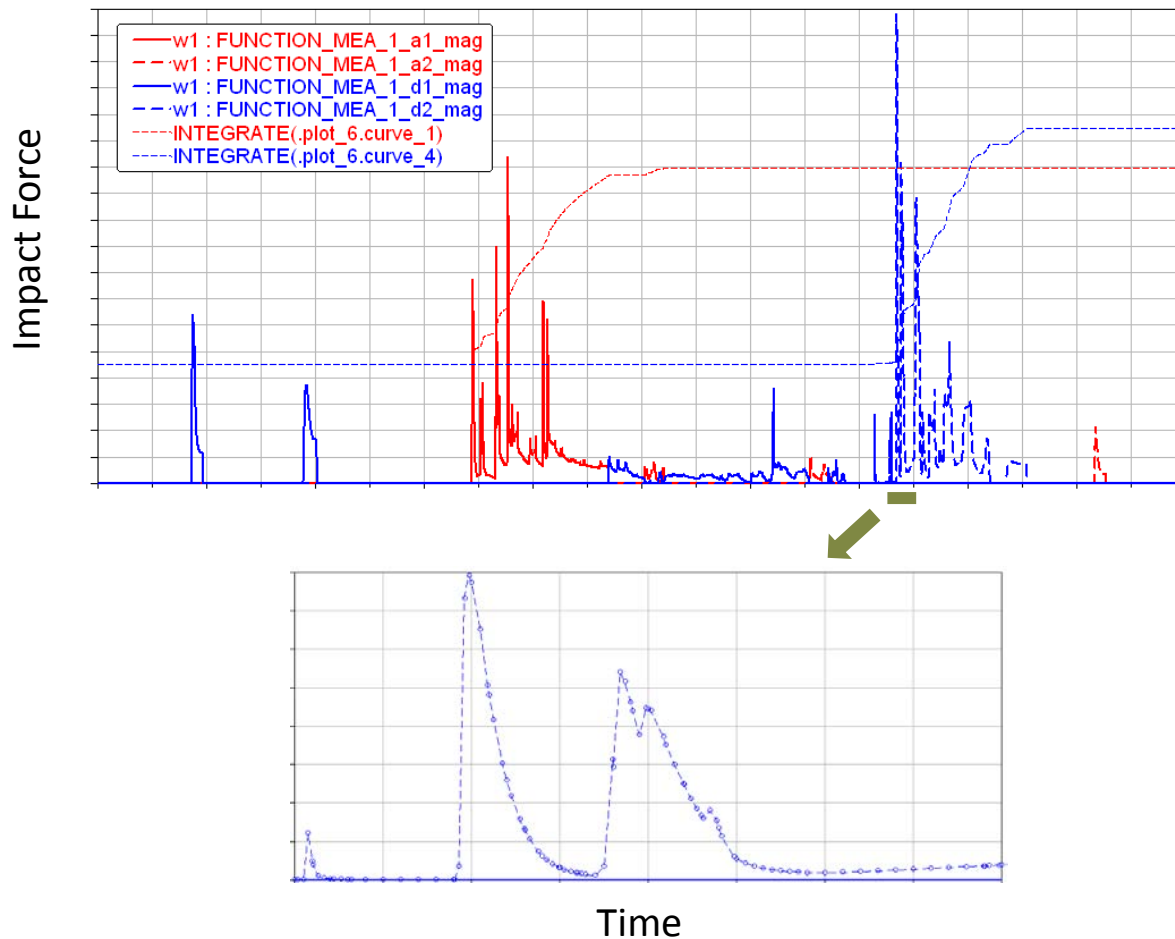 w1 : FUNCTION_MEA_1_a1_mag
w1 : FUNCTION_MEA_1_a2_mag
w1 : FUNCTION_MEA_1_d1_mag
w1 : FUNCTION_MEA_1_d2_mag
INTEGRATE(.plot_6.curve_1)
INTEGRATE(.plot_6.curve_4)
Impact Force
Time